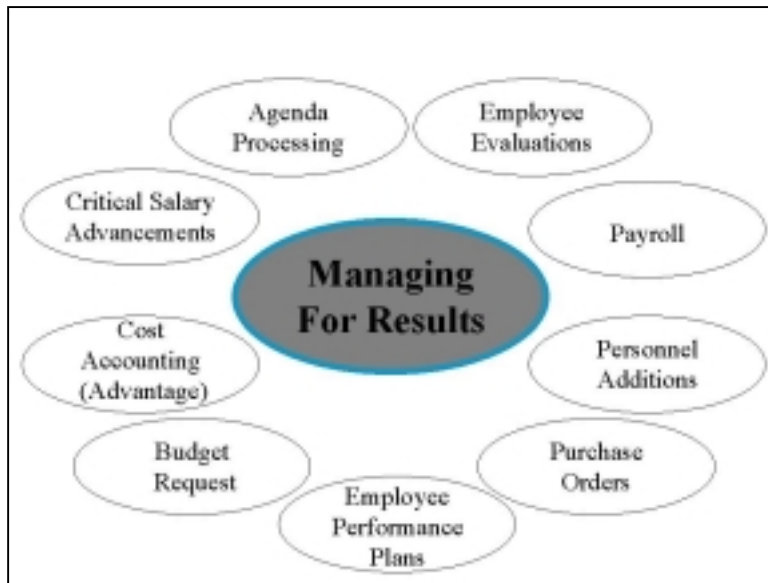 Agenda
Processing
Employee
Evaluations
Critical Salary
Advancements
Payroll
Managing
For Results
Cost
Accounting
(Advantage)
Personnel
Additions
Budget
Request
Purchase
Orders
Employee
Performance
Plans